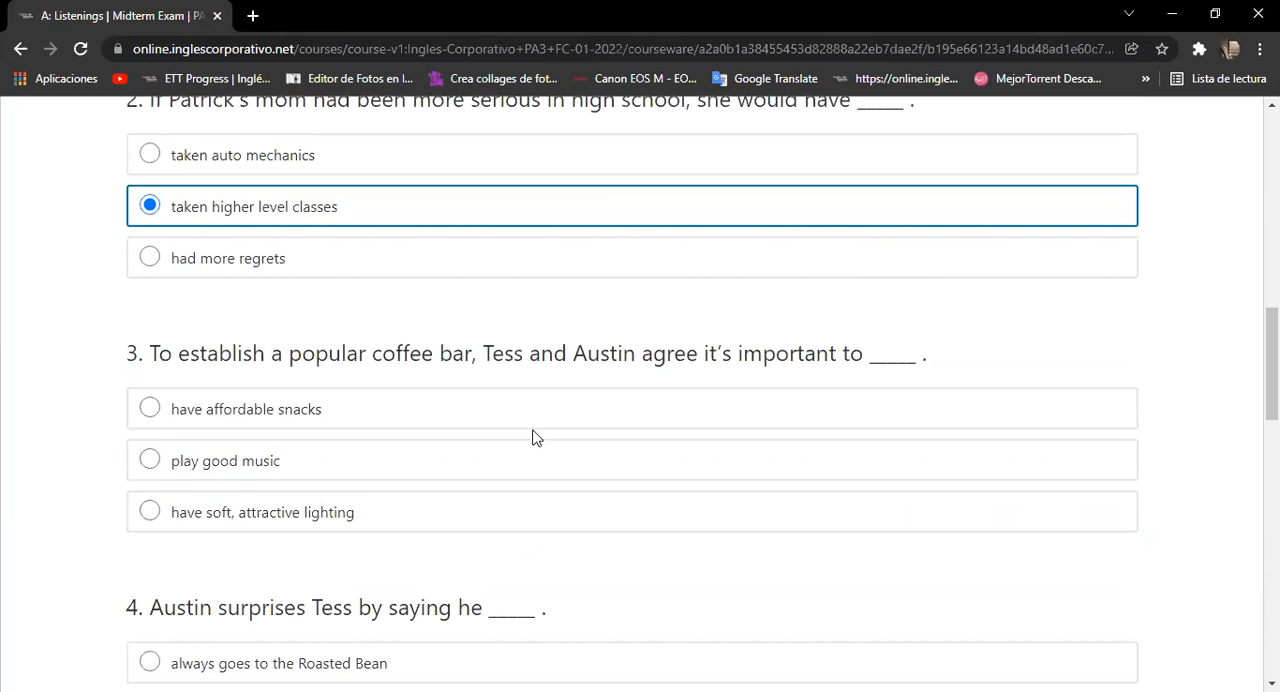 A: Listenings | Midterm Exam | PA
online.inglescorporativo.net/courses/course-v1:Ingles-Corporativo+PA3+FC-01-2022/courseware/a2a0b1a38455453d82888a22eb7dae2f/b195e66123a14bd48ad1e60c7...
Aplicaciones ETT Progress | Inglé... Editor de Fotos en l... Crea collages de fot... Canon EOS M - EO... Google Translate https://online.ingle... MejorTorrent Desca... » Lista de lectura
2. If Patrick's mom had been more serious in high school, she would have _____ .
taken auto mechanics
taken higher level classes
had more regrets
3. To establish a popular coffee bar, Tess and Austin agree it’s important to _____ .
have affordable snacks
play good music
have soft, attractive lighting
4. Austin surprises Tess by saying he _____ .
always goes to the Roasted Bean